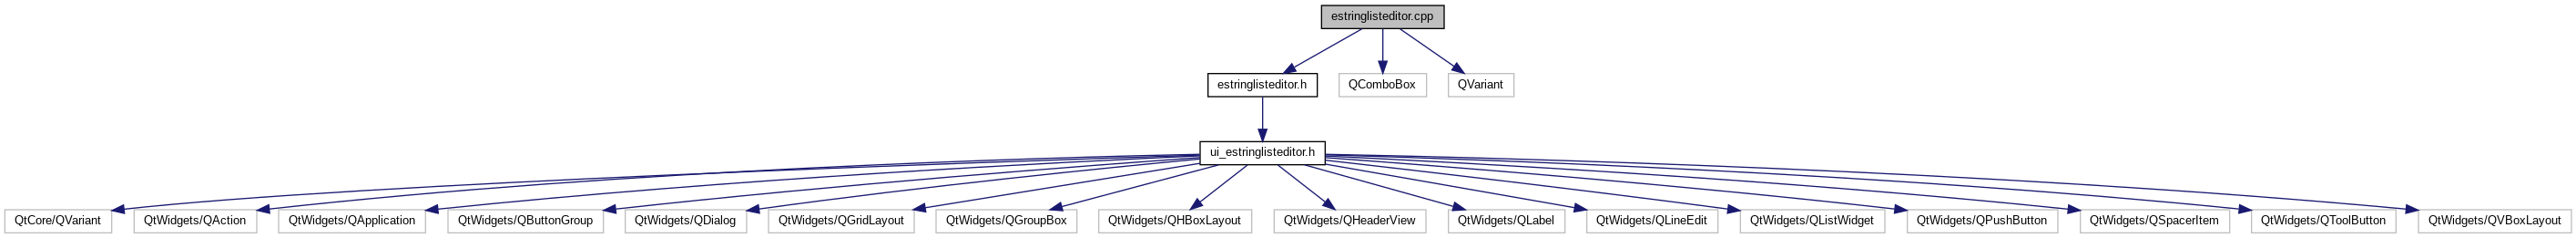 estringlisteditor.cpp
estringlisteditor.h
QComboBox
QVariant
ui_estringlisteditor.h
QtCore/QVariant
QtWidgets/QAction
QtWidgets/QApplication
QtWidgets/QButtonGroup
QtWidgets/QDialog
QtWidgets/QGridLayout
QtWidgets/QGroupBox
QtWidgets/QHBoxLayout
QtWidgets/QHeaderView
QtWidgets/QLabel
QtWidgets/QLineEdit
QtWidgets/QListWidget
QtWidgets/QPushButton
QtWidgets/QSpacerItem
QtWidgets/QToolButton
QtWidgets/QVBoxLayout